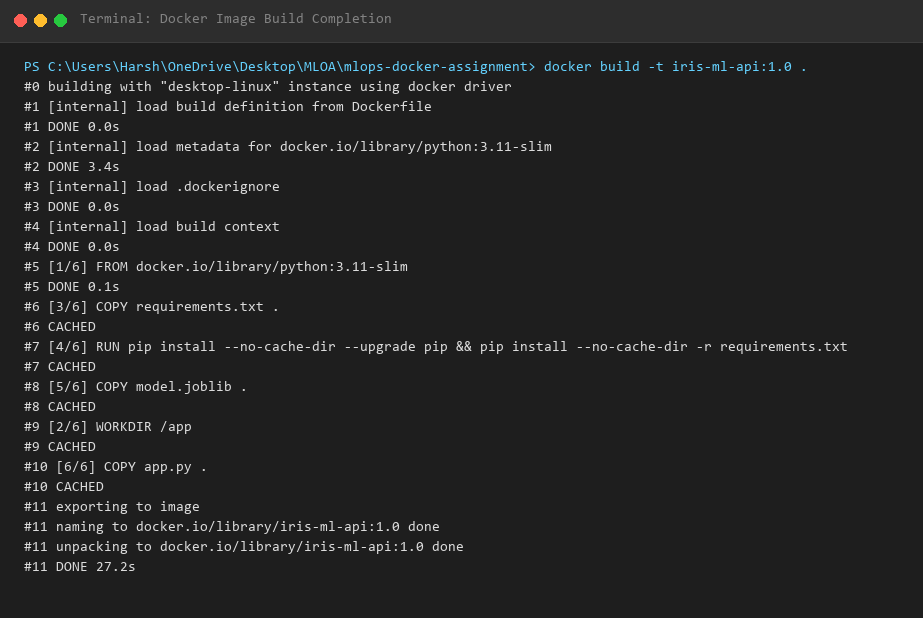 Terminal: Docker Image Build Completion
PS C:\Users\Harsh\OneDrive\Desktop\MLOA\mlops-docker-assignment> docker build -t iris-ml-api:1.0 .
#0 building with "desktop-linux" instance using docker driver
#1 [internal] load build definition from Dockerfile
#1 DONE 0.0s
#2 [internal] load metadata for docker.io/library/python:3.11-slim
#2 DONE 3.4s
#3 [internal] load .dockerignore
#3 DONE 0.0s
#4 [internal] load build context
#4 DONE 0.0s
#5 [1/6] FROM docker.io/library/python:3.11-slim
#5 DONE 0.1s
#6 [3/6] COPY requirements.txt .
#6 CACHED
#7 [4/6] RUN pip install --no-cache-dir --upgrade pip && pip install --no-cache-dir -r requirements.txt
#7 CACHED
#8 [5/6] COPY model.joblib .
#8 CACHED
#9 [2/6] WORKDIR /app
#9 CACHED
#10 [6/6] COPY app.py .
#10 CACHED
#11 exporting to image
#11 naming to docker.io/library/iris-ml-api:1.0 done
#11 unpacking to docker.io/library/iris-ml-api:1.0 done
#11 DONE 27.2s